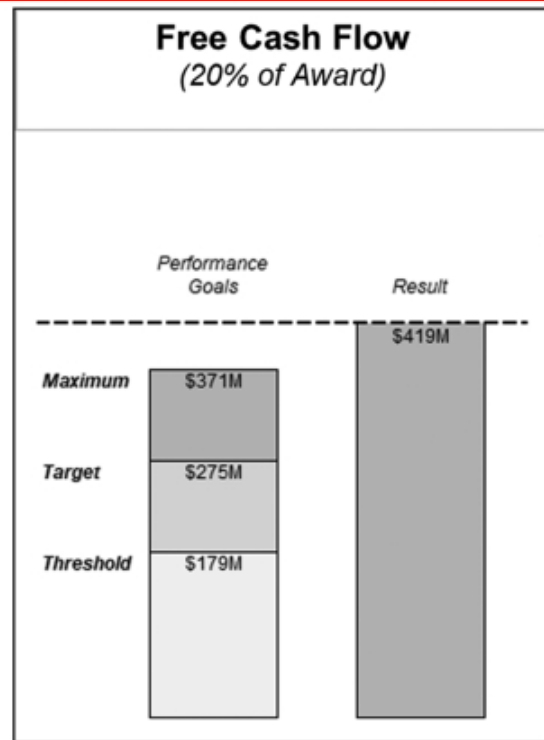 Free Cash Flow
(20% of Award)
Performance
Goals
Result
$419M
Maximum
$371M
Target
$275M
Threshold
$179M